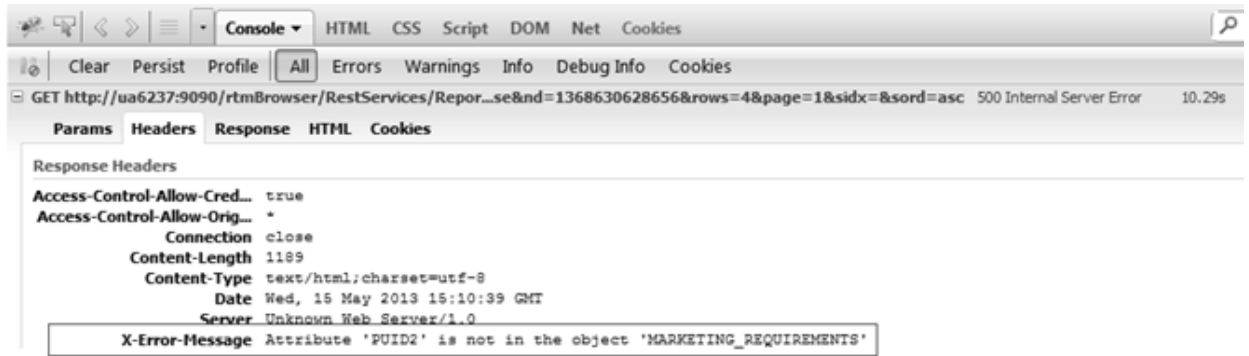 Console HTML CSS Script DOM Net Cookies
Clear Persist Profile All Errors Warnings Info Debug Info Cookies
GET http://ua6237:9090/rtmBrowser/RestServices/Repor...se&nd=1368630628656&rows=4&page=1&sidx=&sord=asc 500 Internal Server Error 10.29s
Params Headers Response HTML Cookies
Response Headers
Access-Control-Allow-Cred... true
Access-Control-Allow-Orig... *
Connection close
Content-Length 1189
Content-Type text/html;charset=utf-8
Date Wed, 15 May 2013 15:10:39 GMT
Server Unknown Web Server/1.0
X-Error-Message Attribute 'PUID2' is not in the object 'MARKETING_REQUIREMENTS'